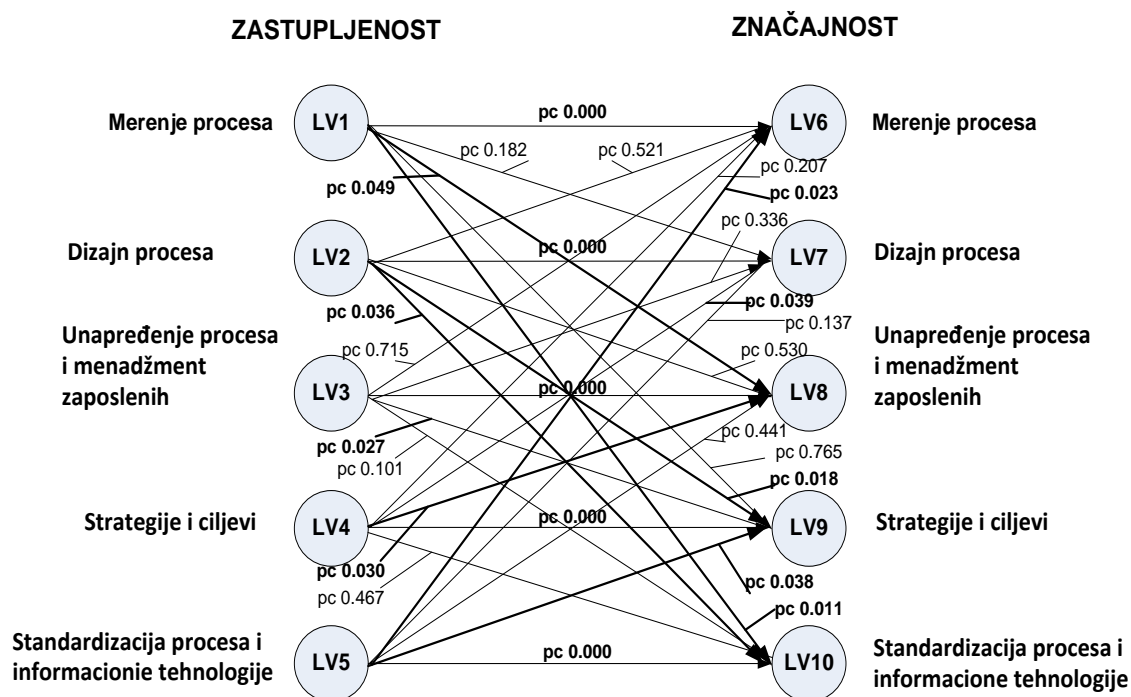 ZASTUPLJENOST
ZNAČAJNOST
Merenje procesa
LV1
pc 0.000
LV6
Merenje procesa
pc 0.182
pc 0.521
pc 0.207
pc 0.049
pc 0.023
pc 0.336
Dizajn procesa
LV2
pc 0.000
LV7
Dizajn procesa
pc 0.036
pc 0.039
pc 0.137
Unapređenje procesa
i menadžment
zaposlenih
pc 0.715
pc 0.530
Unapređenje procesa
i menadžment
zaposlenih
LV3
pc 0.000
LV8
pc 0.027
pc 0.101
pc 0.441
pc 0.765
pc 0.018
Strategije i ciljevi
LV4
pc 0.000
LV9
Strategije i ciljevi
pc 0.030
pc 0.467
pc 0.038
pc 0.011
Standardizacija procesa i
informacionie tehnologije
LV5
pc 0.000
LV10
Standardizacija procesa i
informacione tehnologije